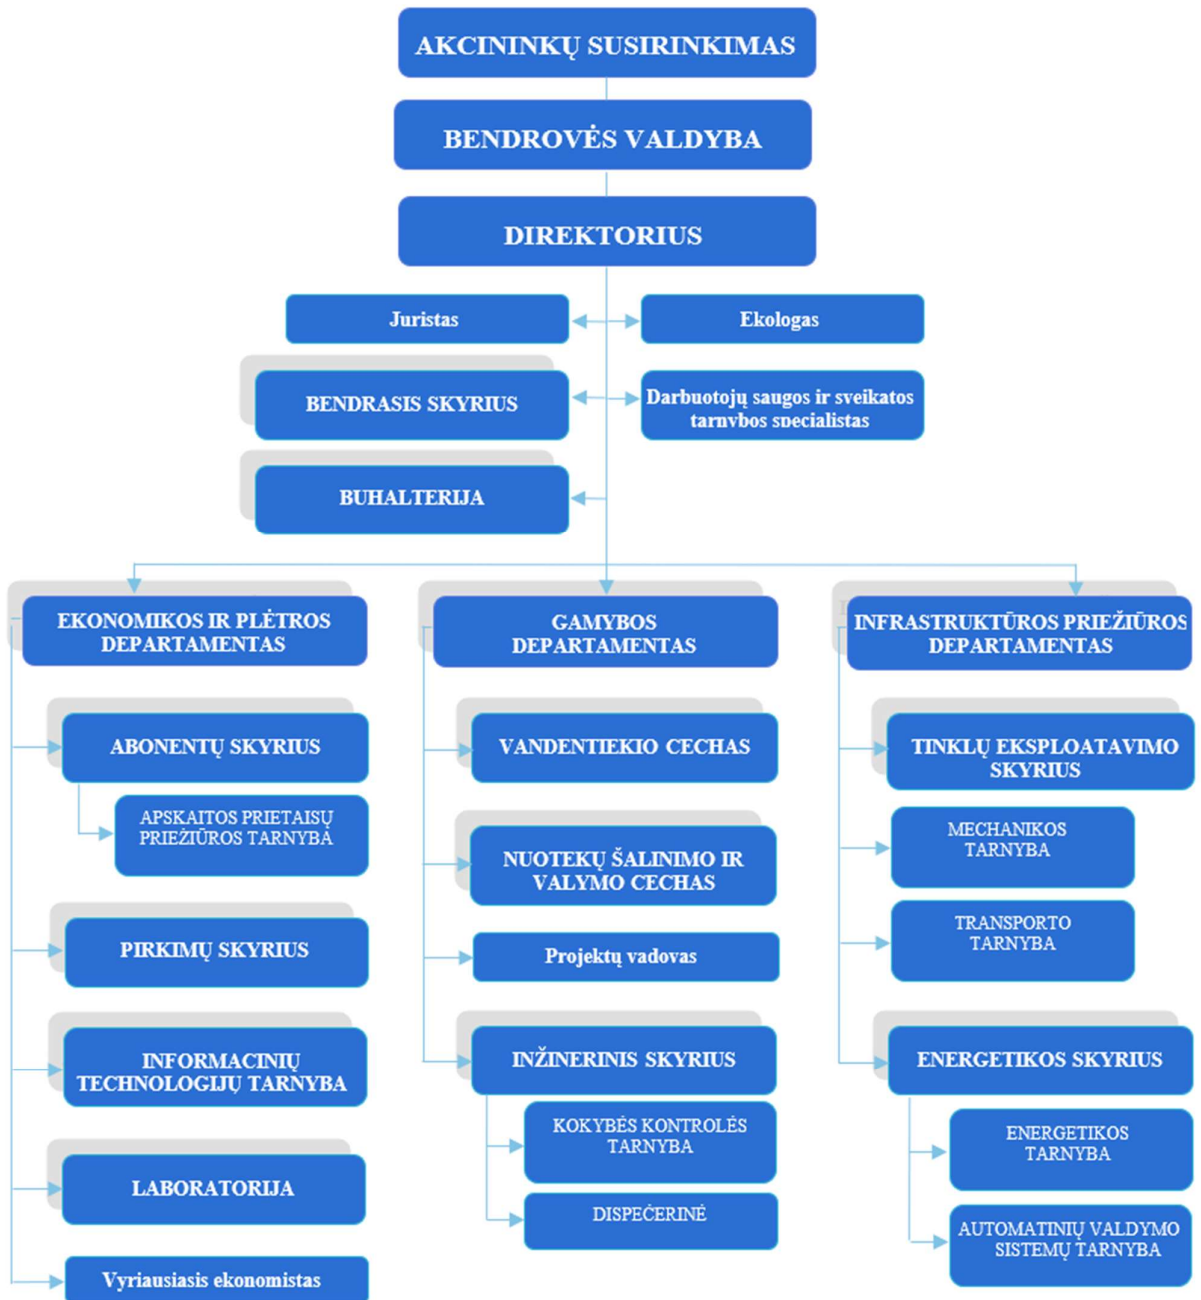 AKCININKŲ SUSIRINKIMAS
BENDROVĖS VALDYBA
DIREKTORIUS
Juristas
Ekologas
BENDRASIS SKYRIUS
Darbuotojų saugos ir sveikatos
tarnybos specialistas
BUHALTERIJA
EKONOMIKOS IR PLĖTROS
DEPARTAMENTAS
ABONENTŲ SKYRIUS
APSKAITOS PRIETAISŲ
PRIEŽIŪROS TARNYBA
PIRKIMŲ SKYRIUS
INFORMACINIŲ
TECHNOLOGIJŲ TARNYBA
LABORATORIJA
Vyriausiasis ekonomistas
GAMYBOS
DEPARTAMENTAS
VANDENTIEKIO CECHAS
NUOTEKŲ ŠALINIMO IR
VALYMO CECHAS
Projektų vadovas
INŽINERINIS SKYRIUS
KOKYBĖS KONTROLĖS
TARNYBA
DISPEČERINĖ
INFRASTRUKTŪROS PRIEŽIŪROS
DEPARTAMENTAS
TINKLŲ EKSPLOATAVIMO
SKYRIUS
MECHANIKOS
TARNYBA
TRANSPORTO
TARNYBA
ENERGETIKOS SKYRIUS
ENERGETIKOS
TARNYBA
AUTOMATINIŲ VALDYMO
SISTEMŲ TARNYBA